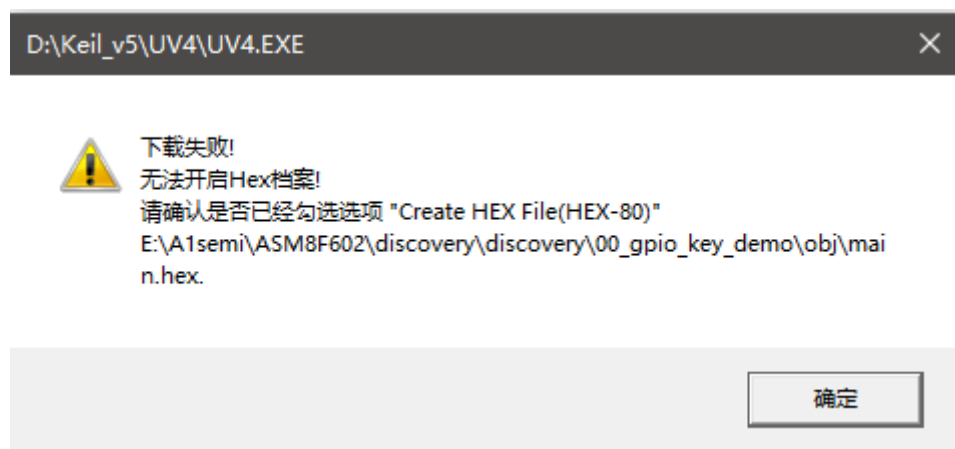 D:\Keil_v5\UV4\UV4.EXE
下载失败!
无法开启Hex档案!
请确认是否已经勾选选项 "Create HEX File(HEX-80)"
E:\A1semi\ASM8F602\discovery\discovery\00_gpio_key_demo\obj\mai
n.hex.
确定